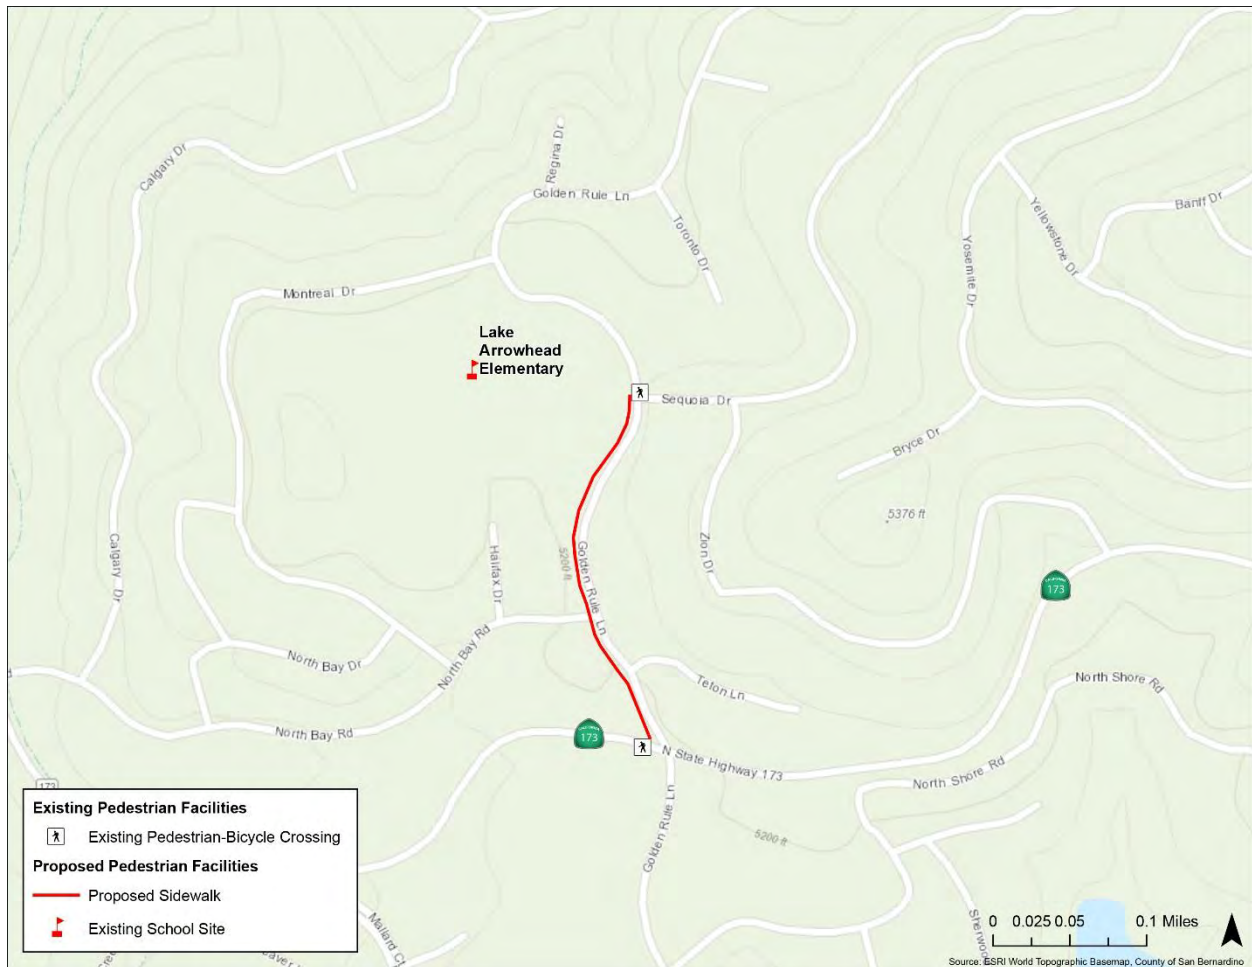 Calgary Dr
Regina Dr
Golden Rule Ln
Toronto Dr
Banff Dr
Yellowstone Dr
Yosemite Dr
Montreal Dr
Lake
Arrowhead
Elementary
Sequoia Dr
Bryce Dr
5376 ft
Zion Dr
Golden Rule Ln
5200 ft
Halifax Dr
Calgary Dr
173
North Bay Rd
North Bay Dr
Teton Ln
North Shore Rd
North Bay Rd
173
N State Highway 173
North Shore Rd
173
Golden Rule Ln
5200 ft
Existing Pedestrian Facilities
Existing Pedestrian-Bicycle Crossing
Proposed Pedestrian Facilities
Proposed Sidewalk
Existing School Site
Mallard Ct
Sherwood
0 0.025 0.05 0.1 Miles
Source: ESRI World Topographic Basemap, County of San Bernardino